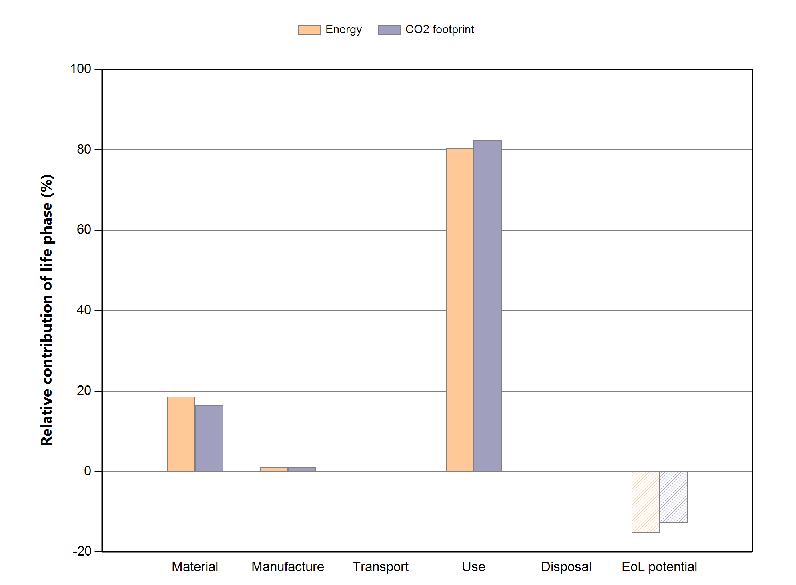 Energy CO2 footprint
Relative contribution of life phase (%)
100
80
60
40
20
0
-20
Material Manufacture Transport Use Disposal EoL potential